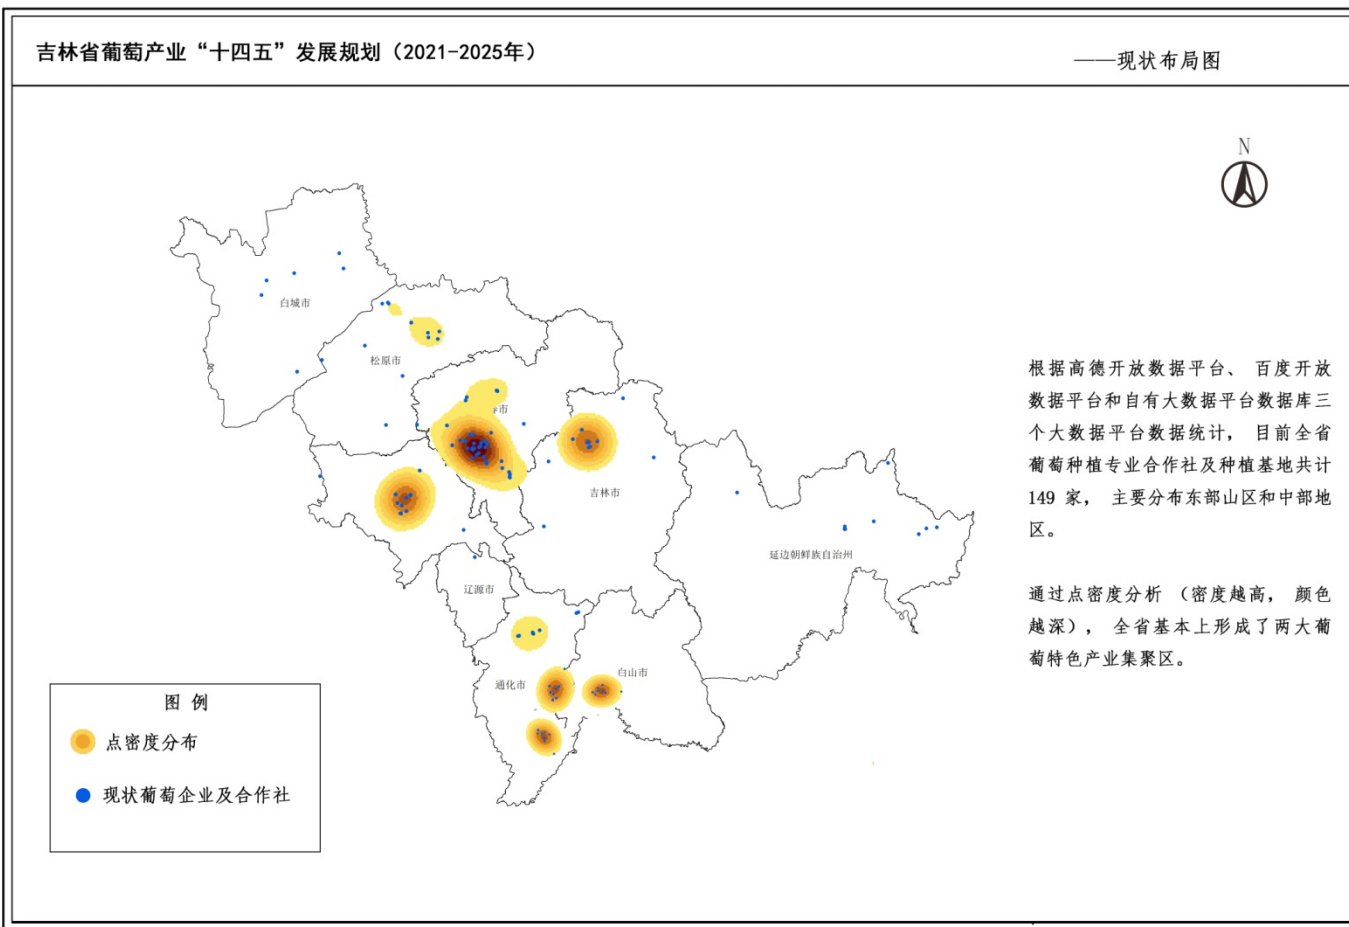 吉林省葡萄产业“十四五”发展规划（2021-2025年）
——现状布局图
N
白城市
松原市
市
吉林市
延边朝鲜族自治州
辽源市
通化市
白山市
根据高德开放数据平台、 百度开放
数据平台和自有大数据平台数据库三
个大数据平台数据统计， 目前全省
葡萄种植专业合作社及种植基地共计
149 家， 主要分布东部山区和中部地
区。
通过点密度分析 （密度越高， 颜色
越深）， 全省基本上形成了两大葡
萄特色产业集聚区。
图 例
点密度分布
现状葡萄企业及合作社